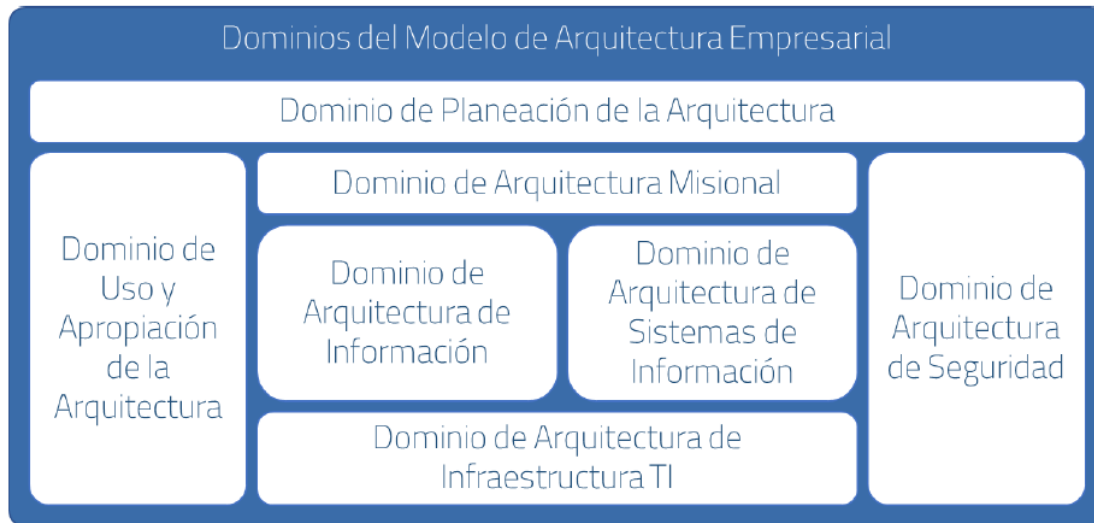 Dominios del Modelo de Arquitectura Empresarial
Dominio de Planeación de la Arquitectura
Dominio de
Uso y
Apropiación
de la
Arquitectura
Dominio de Arquitectura Misional
Dominio de
Arquitectura de
Información
Dominio de
Arquitectura de
Sistemas de
Información
Dominio de Arquitectura de
Infraestructura TI
Dominio de
Arquitectura
de Seguridad